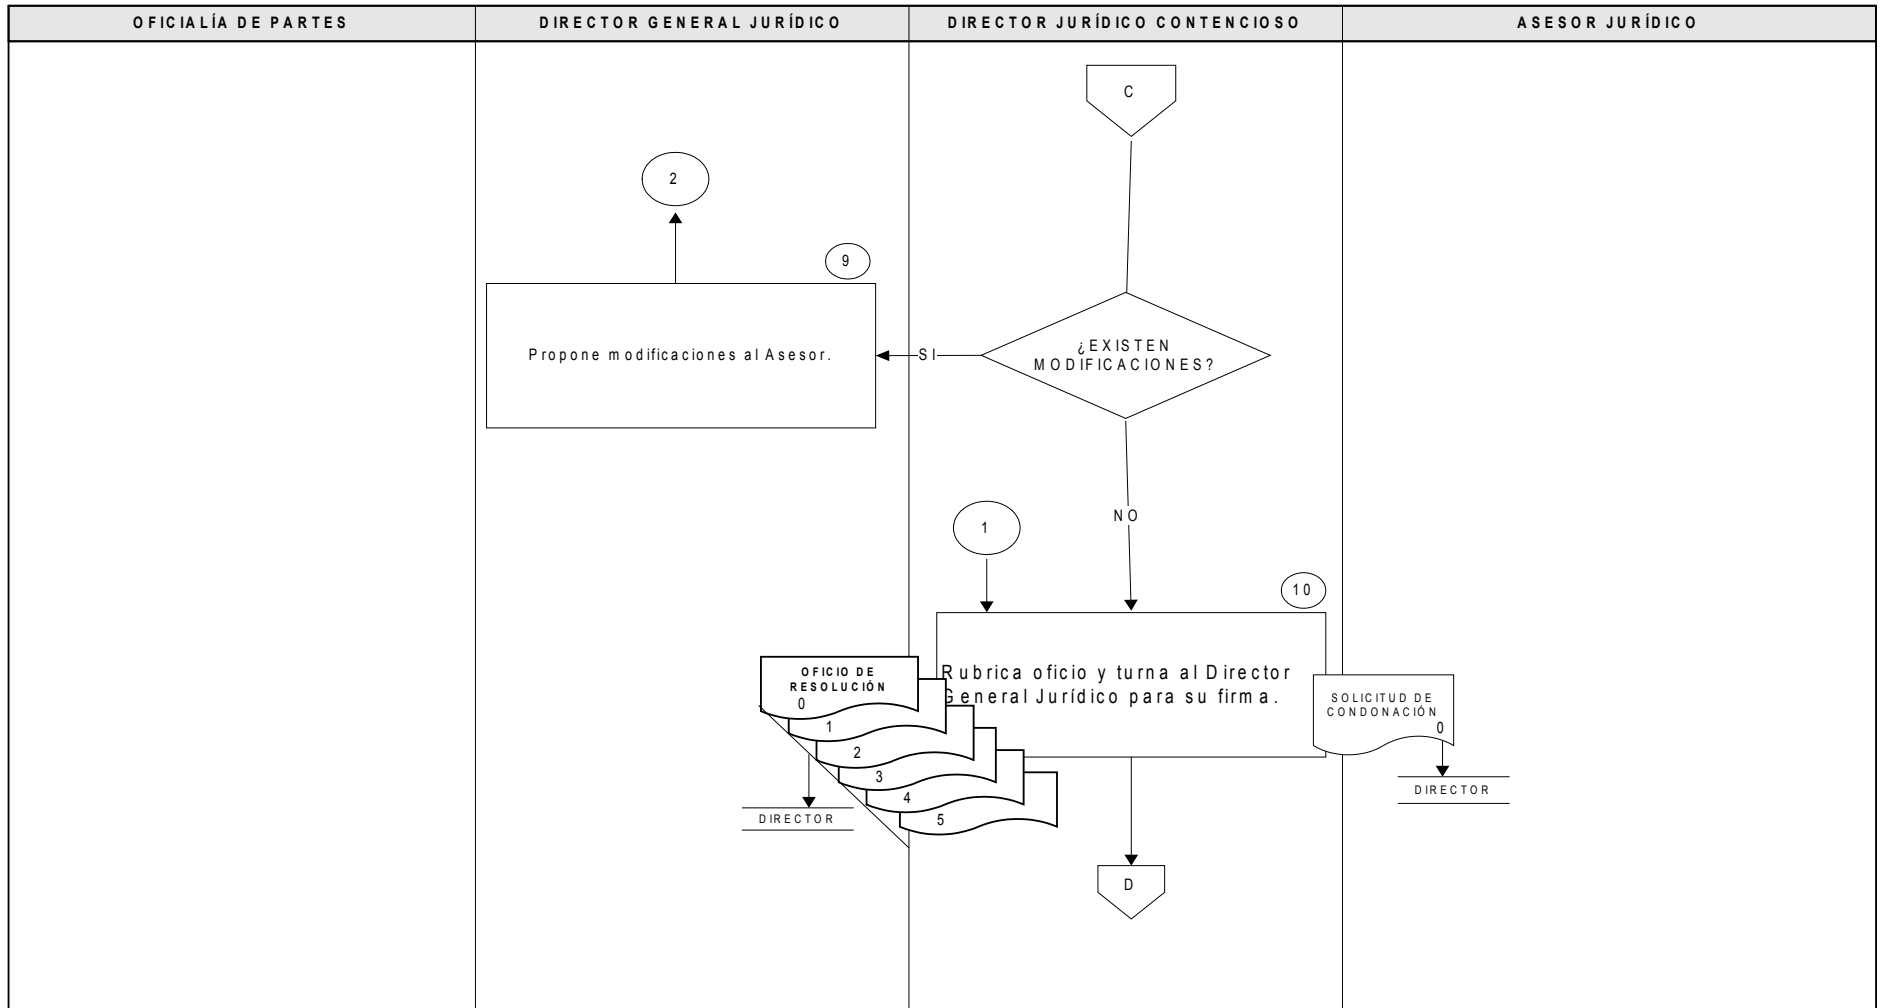 OFICIALÍA DE PARTES
DIRECTOR GENERAL JURÍDICO
DIRECTOR JURÍDICO CONTENCIOSO
ASESOR JURÍDICO
C
2
9
Propone modificaciones al Asesor.
SI
¿EXISTEN
MODIFICACIONES?
NO
1
10
Rubrica oficio y turna al Director
General Jurídico para su firma.
OFICIO DE
RESOLUCIÓN
0
1
2
3
4
5
DIRECTOR
SOLICITUD DE
CONDONACIÓN
0
DIRECTOR
D